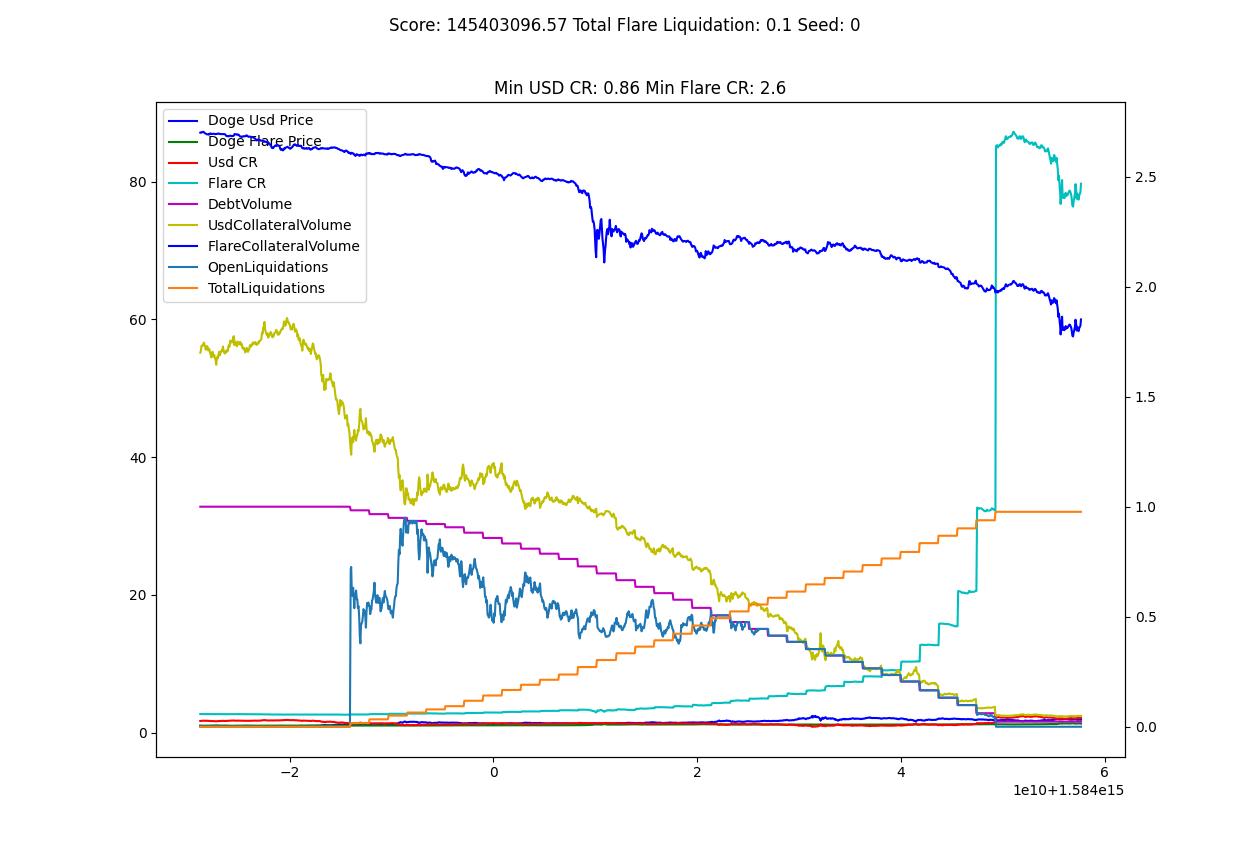 Score: 145403096.57 Total Flare Liquidation: 0.1 Seed: 0
Min USD CR: 0.86 Min Flare CR: 2.6
Doge Usd Price
Doge Flare Price
Usd CR
Flare CR
DebtVolume
UsdCollateralVolume
FlareCollateralVolume
OpenLiquidations
TotalLiquidations
80
60
40
20
0
2.5
2.0
1.5
1.0
0.5
0.0
−2
0
2
4
6
1e10+1.584e15